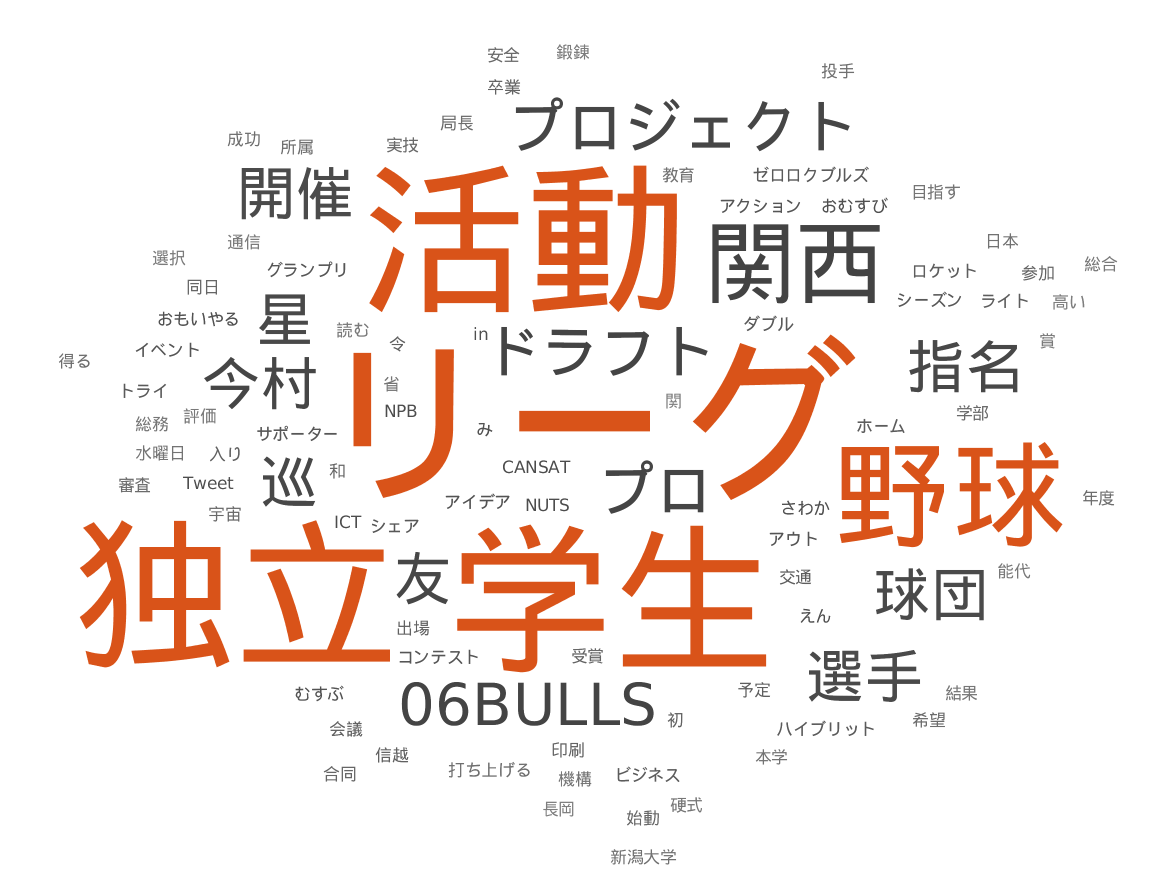 安全 鍛錬
投手
卒業
プロジェクト
局長
成功 所属 実技
開催 活動 教育 ゼロロクブルズ
アクション おむすび 目指す
関西
通信 日本
選択 グランプリ ロケット 参加 総合
同日 シーズン ライト 高い
おもいやる 星 読む in ダブル
令 ドラフト 賞
イベント
得る 今村 リーグ 指名
トライ 省
NPB 関 学部
総務 評価
サポーター み ホーム
水曜日 入り 和 CANSAT 野球
審査 Tweet 巡 プロ
アイデア NUTS さわか 年度
宇宙 ICT シェア アウト
独立 友 学生 交通 球団 能代
えん
出場
コンテスト 受賞 選手
むすぶ 06BULLS 予定 結果
会議 初 ハイブリット 希望
信越 印刷 本学
合同 打ち上げる 機構 ビジネス
長岡 始動 硬式
新潟大学